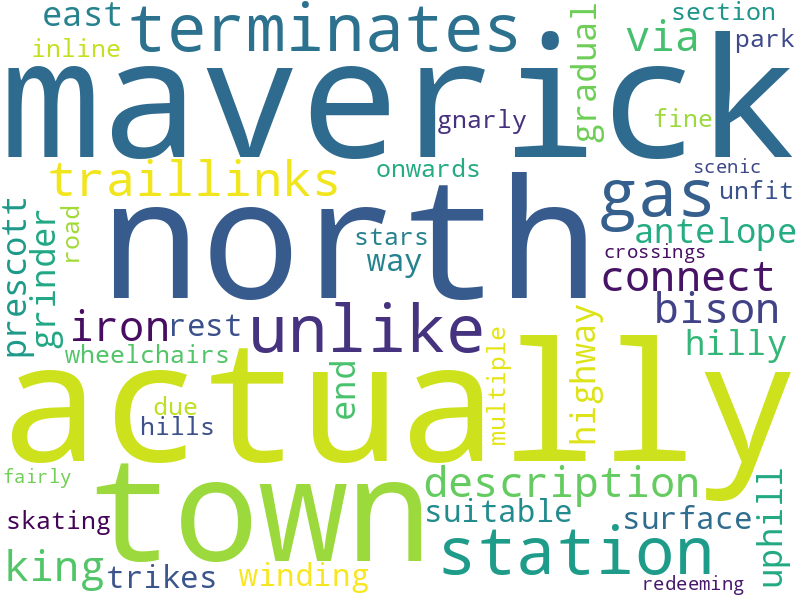 east
terminates
gradual
section
via
park
inline
maverick
gnarly
fine
traillinks
onwards
scenic
gas
unfit
north
prescott
grinder
road
stars
way
antelope
crossings
connect
iron
rest
unlike
bison
highway
hilly
wheelchairs
multiple
end
actually
due
hills
fairly
town
description
uphill
skating
suitable
surface
king
trikes
winding
station
redeeming